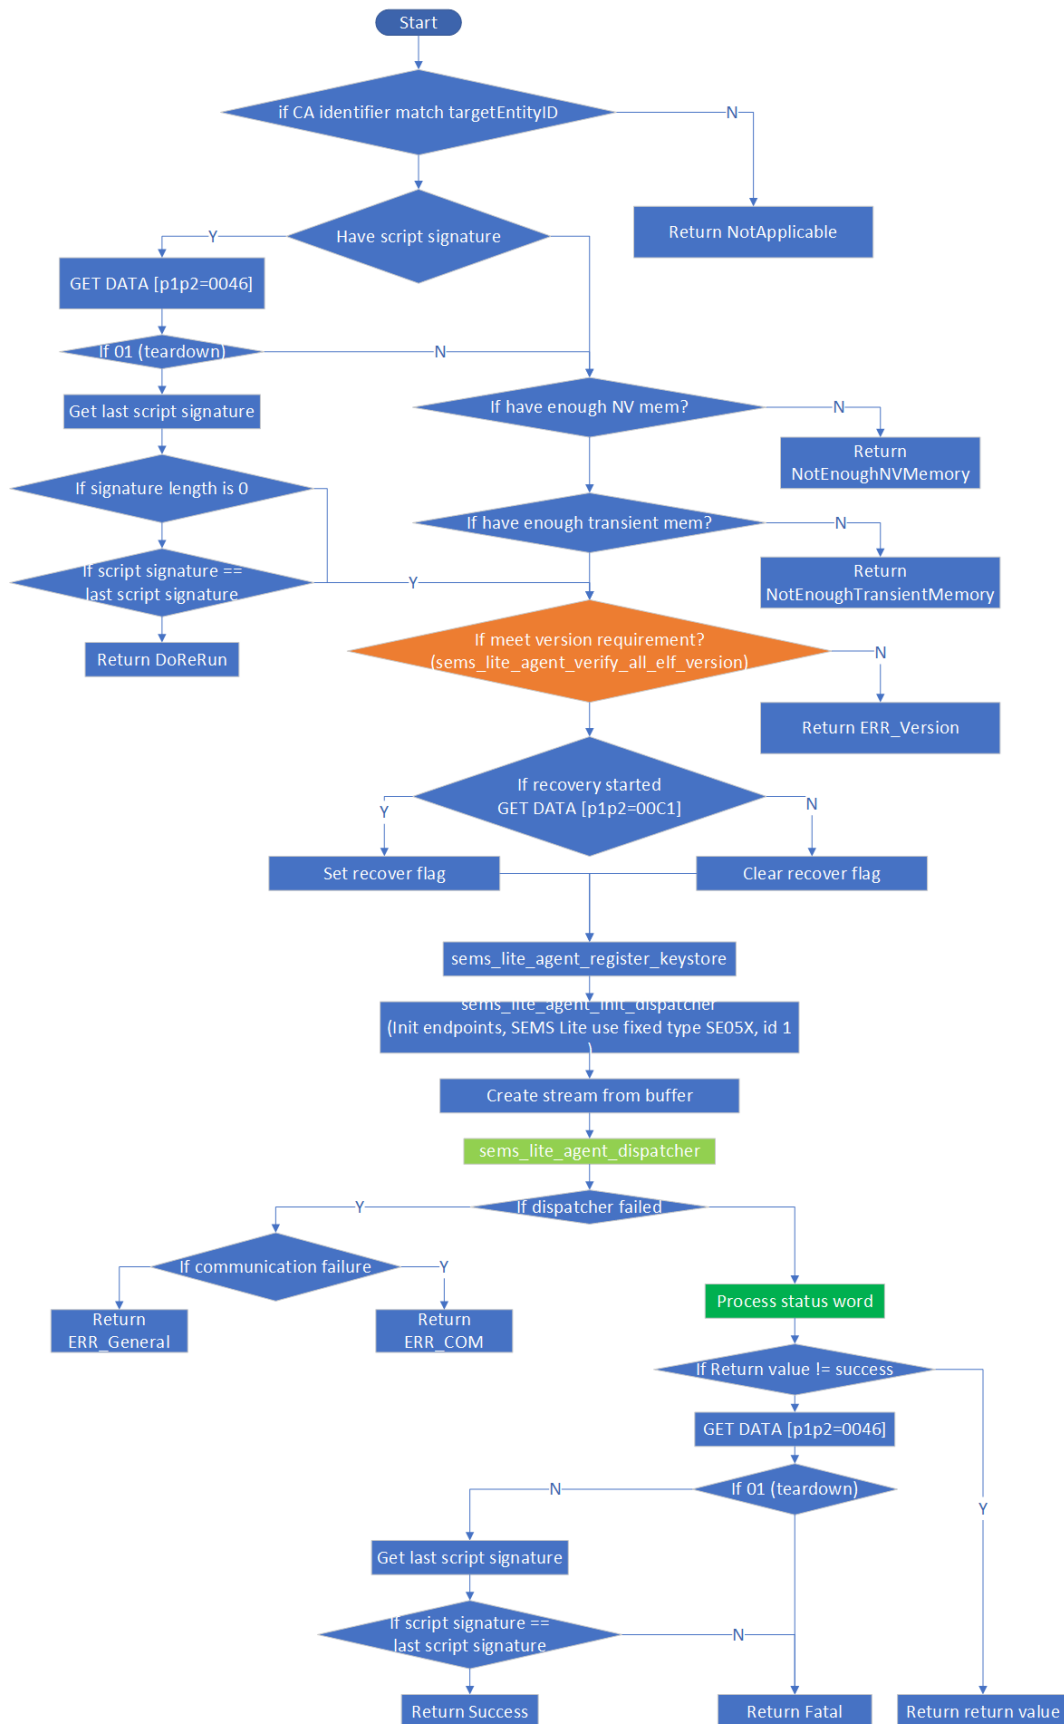 Start
if CA identifier match targetEntityID
N
Return NotApplicable
Have script signature
Y
GET DATA [p1p2=0046]
If 01 (teardown)
N
Get last script signature
If have enough NV mem?
N
Return
NotEnoughNVMemory
If signature length is 0
If have enough transient mem?
N
Return
NotEnoughTransientMemory
If script signature ==
last script signature
Y
Return DoReRun
If meet version requirement?
(sems_lite_agent_verify_all_elf_version)
N
Return ERR_Version
If recovery started
GET DATA [p1p2=00C1]
Y
N
Set recover flag
Clear recover flag
sems_lite_agent_register_keystore
sems_lite_agent_init_dispatcher
(Init endpoints, SEMS Lite use fixed type SE05X, id 1
)
Create stream from buffer
sems_lite_agent_dispatcher
If dispatcher failed
Y
If communication failure
Y
Return
ERR_General
Return
ERR_COM
Process status word
If Return value != success
GET DATA [p1p2=0046]
If 01 (teardown)
N
Y
Get last script signature
If script signature ==
last script signature
N
Return Success
Return Fatal
Return return value